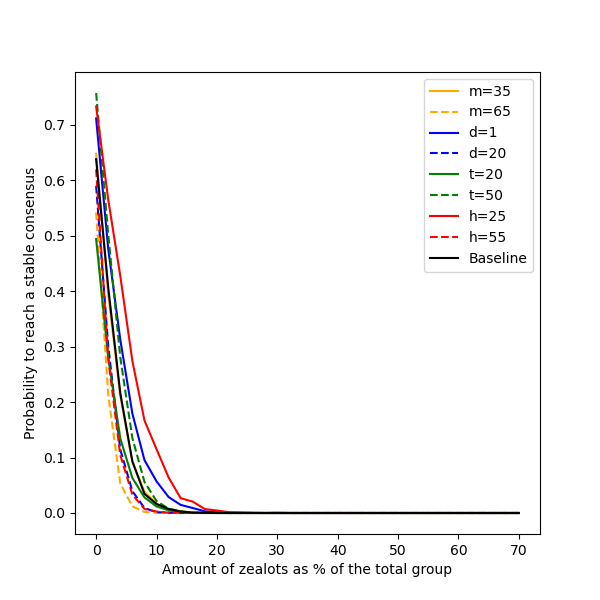 m=35
m=65
d=1
d=20
t=20
t=50
h=25
h=55
Baseline
Probability to reach a stable consensus
0.7
0.6
0.5
0.4
0.3
0.2
0.1
0.0
0 10 20 30 40 50 60 70
Amount of zealots as % of the total group